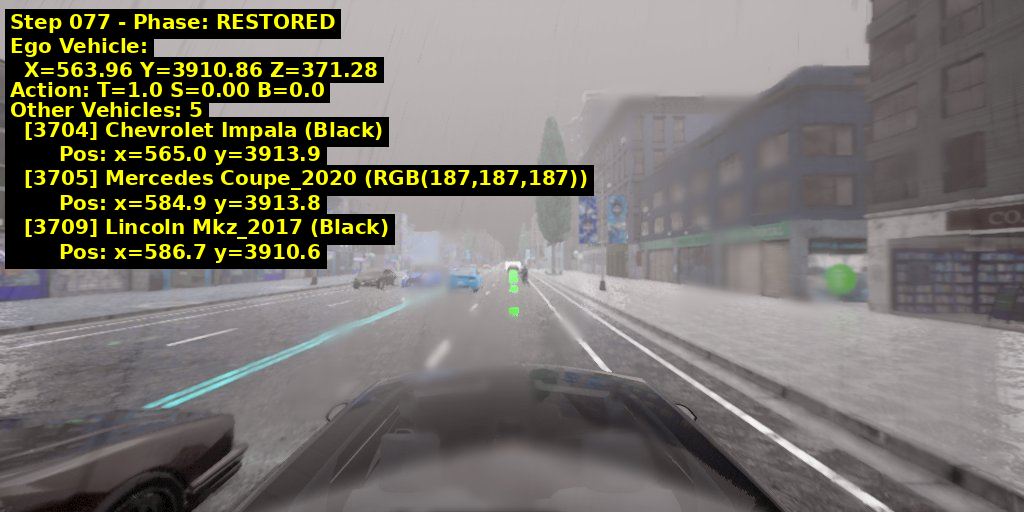 Step 077 - Phase: RESTORED
Ego Vehicle:
X=563.96 Y=3910.86 Z=371.28
Action: T=1.0 S=0.00 B=0.0
Other Vehicles: 5
[3704] Chevrolet Impala (Black)
Pos: x=565.0 y=3913.9
[3705] Mercedes Coupe_2020 (RGB(187,187,187))
Pos: x=584.9 y=3913.8
[3709] Lincoln Mkz_2017 (Black)
Pos: x=586.7 y=3910.6